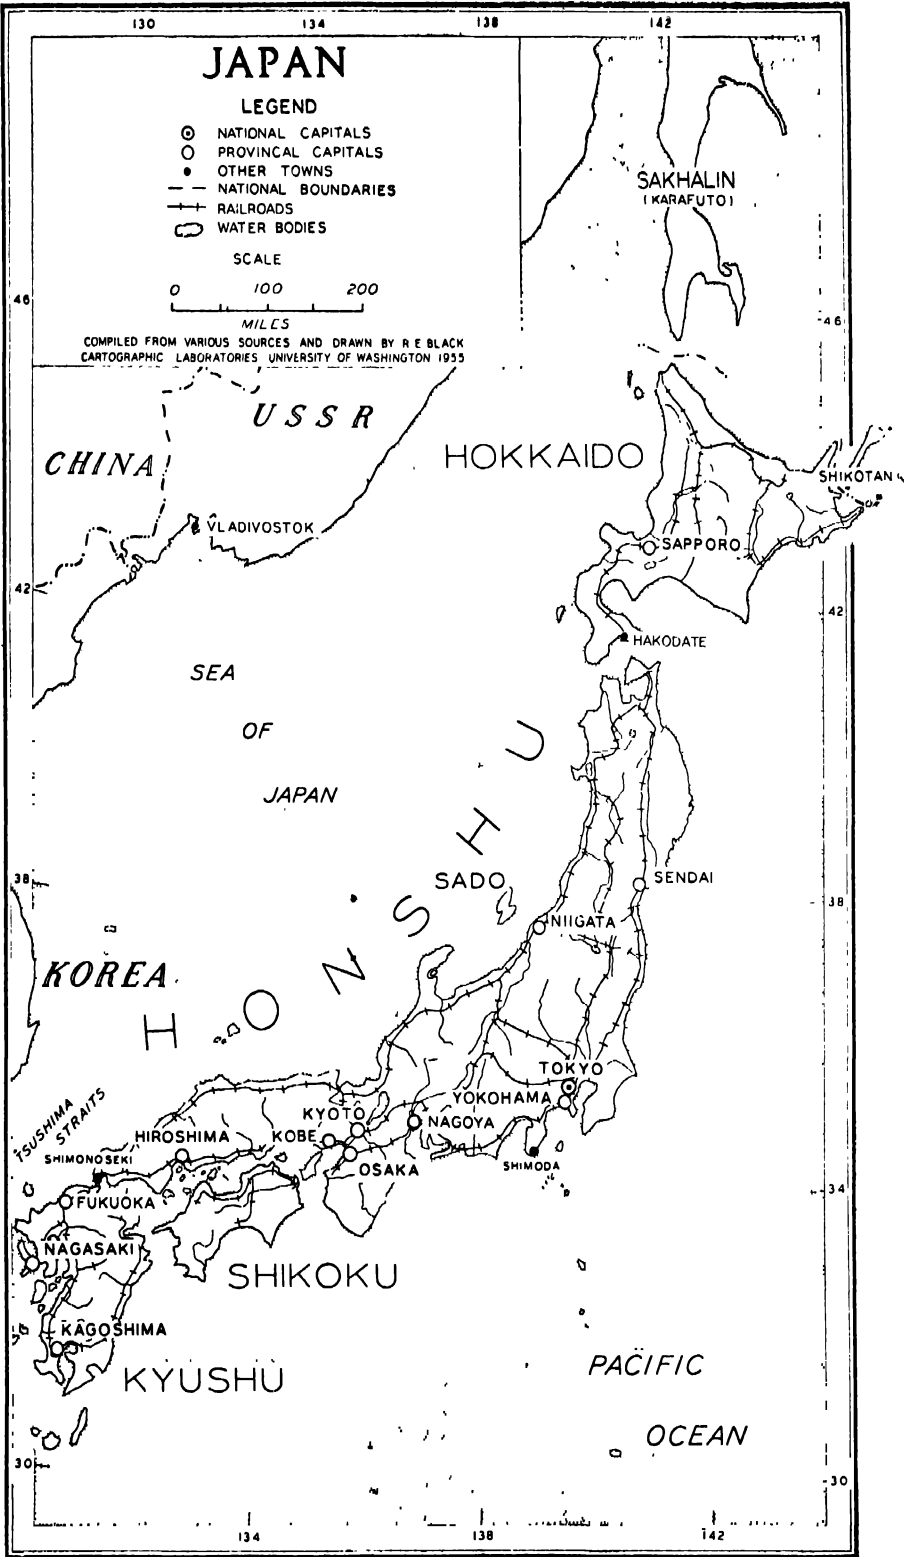 130 134 138 142
JAPAN
LEGEND
NATIONAL CAPITALS
PROVINCAL CAPITALS
OTHER TOWNS
NATIONAL BOUNDARIES
RAILROADS
WATER BODIES
SCALE
0 100 200
MILES
COMPILED FROM VARIOUS SOURCES AND DRAWN BY R E BLACK
CARTOGRAPHIC LABORATORIES UNIVERSITY OF WASHINGTON 1955
SAKHALIN
(KARAFUTO)
46
46
USSR
CHINA
HOKKAIDO
SHIKOTAN
VLADIVOSTOK
SAPPORO
42
42
HAKODATE
SEA
OF
JAPAN
HONSHU
38
38
SADO
SENDAI
NIIGATA
KOREA
TOKYO
YOKOHAMA
KYOTO
NAGOYA
TSUSHIMA
STRAITS
HIROSHIMA
KOBE
SHIMONOSEKI
OSAKA
SHIMODA
34
FUKUOKA
NAGASAKI
SHIKOKU
KAGOSHIMA
KYUSHU
PACIFIC
OCEAN
30
30
134 138 142